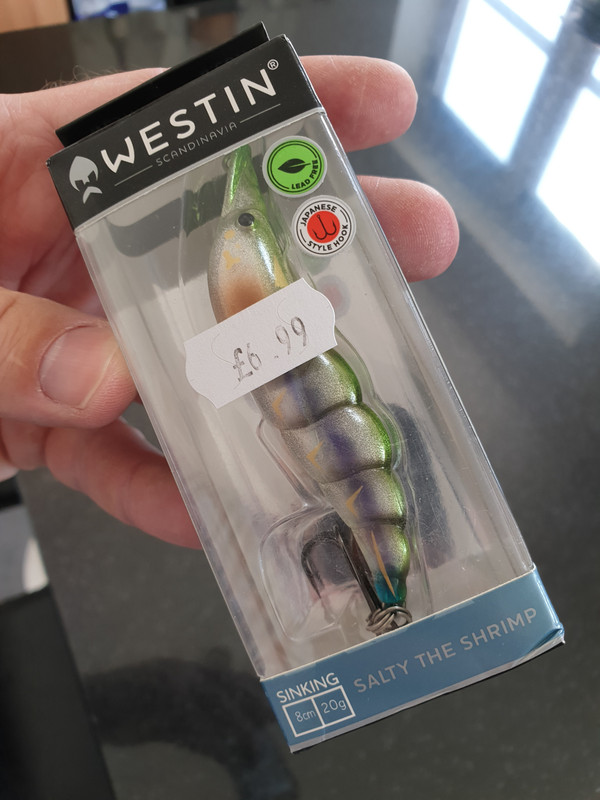 WESTIN®
SCANDINAVIA
LEAD FREE
JAPANESE
STYLE HOOK
£6.99
SINKING
8cm 20g
SALTY THE SHRIMP